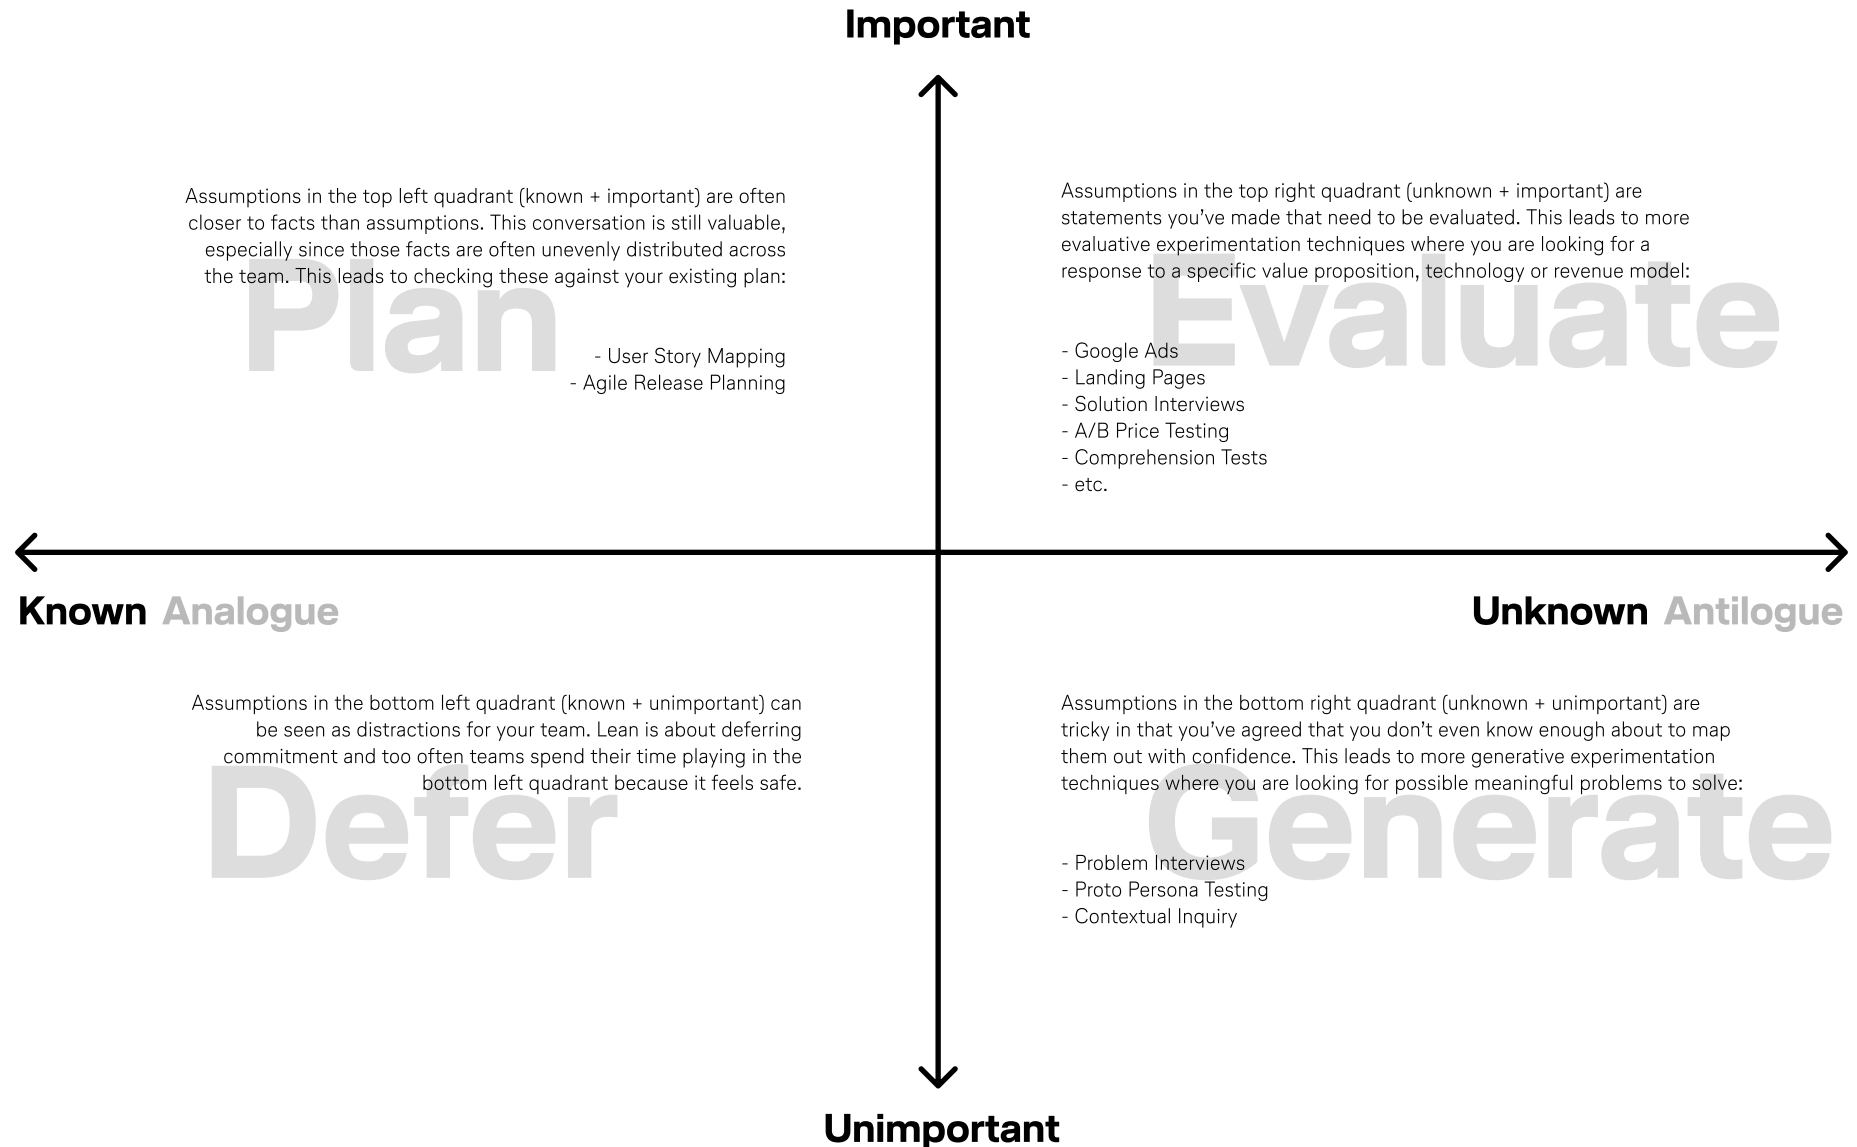 Important
Assumptions in the top left quadrant (known + important) are often
closer to facts than assumptions. This conversation is still valuable,
especially since those facts are often unevenly distributed across
the team. This leads to checking these against your existing plan:
Plan
- User Story Mapping
- Agile Release Planning
Assumptions in the top right quadrant (unknown + important) are
statements you’ve made that need to be evaluated. This leads to more
evaluative experimentation techniques where you are looking for a
response to a specific value proposition, technology or revenue model:
Evaluate
- Google Ads
- Landing Pages
- Solution Interviews
- A/B Price Testing
- Comprehension Tests
- etc.
Known Analogue
Unknown Antilogue
Assumptions in the bottom left quadrant (known + unimportant) can
be seen as distractions for your team. Lean is about deferring
commitment and too often teams spend their time playing in the
bottom left quadrant because it feels safe.
Defer
Assumptions in the bottom right quadrant (unknown + unimportant) are
tricky in that you’ve agreed that you don’t even know enough about to map
them out with confidence. This leads to more generative experimentation
techniques where you are looking for possible meaningful problems to solve:
Generate
- Problem Interviews
- Proto Persona Testing
- Contextual Inquiry
Unimportant